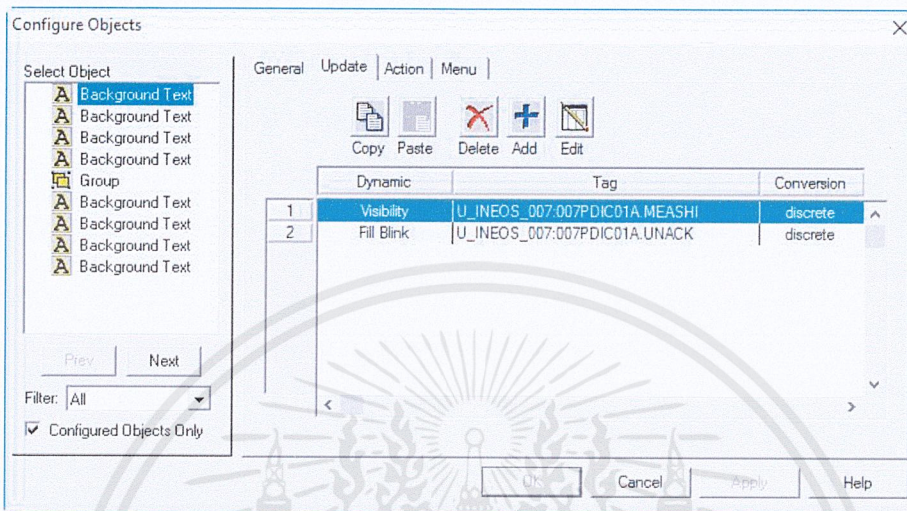 Configure Objects
Select Object
Background Text
Background Text
Background Text
Background Text
Group
Background Text
Background Text
Background Text
Background Text
Prev
Next
Filter: All
Configured Objects Only
General Update Action Menu
Copy Paste Delete Add Edit
Dynamic Tag Conversion
1 Visibility U_INEOS_007:007PDIC01A.MEASHI discrete
2 Fill Blink U_INEOS_007:007PDIC01A.UNACK discrete
OK Cancel Apply Help